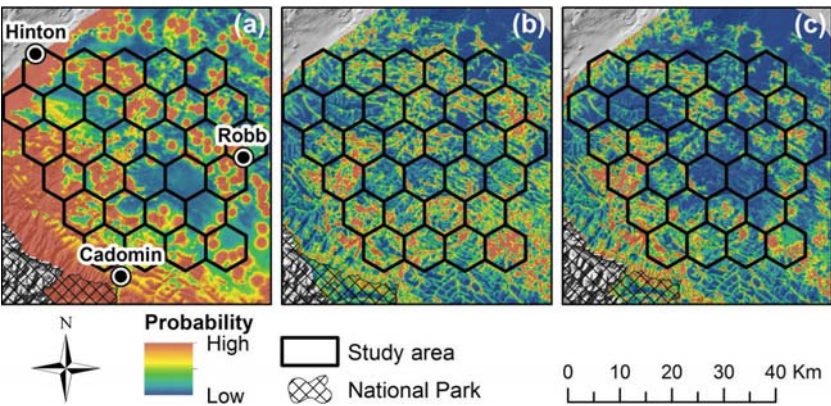 (a)
(b)
(c)
Hinton
Robb
Cadomin
N
Probability
High
Low
Study area
National Park
0 10 20 30 40 Km